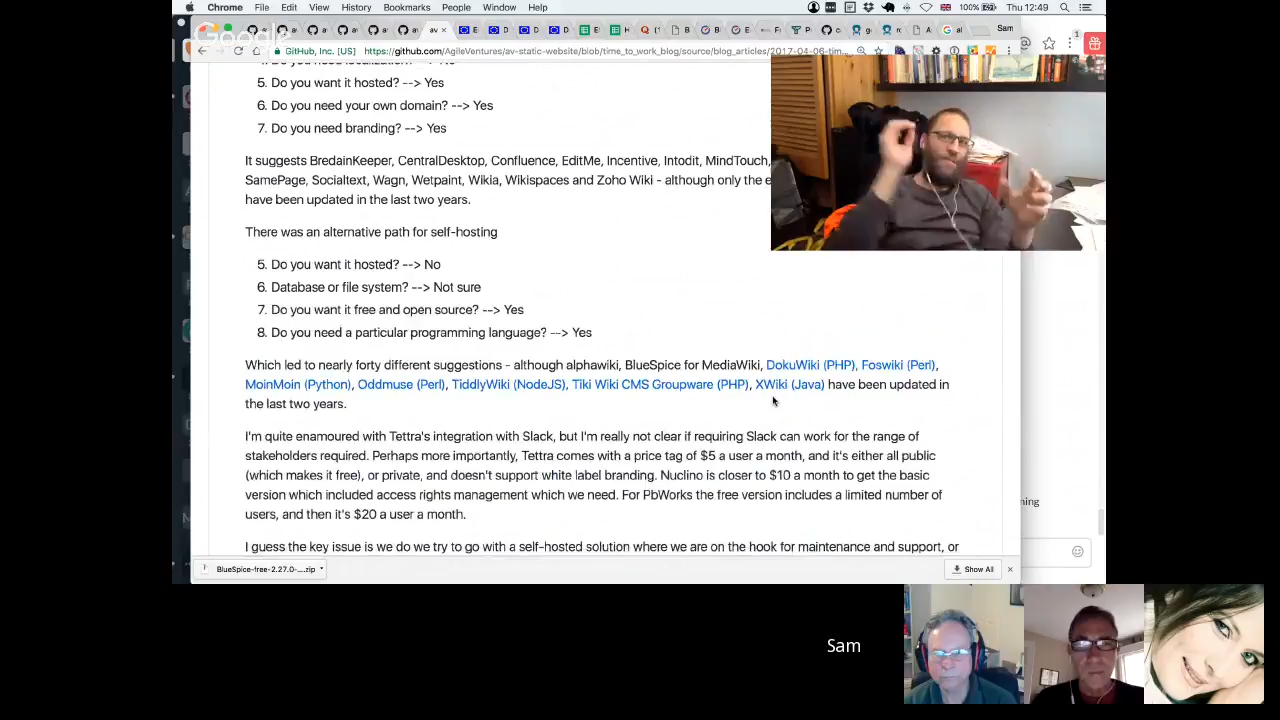 Chrome File Edit View History Bookmarks People Window Help
100% Thu 12:49
Google
Sam
GitHub, Inc. [US] https://github.com/AgileVentures/av-static-website/blob/time_to_work_blog/source/blog_articles/2017-04-06-tim...
5. Do you want it hosted? --> Yes
6. Do you need your own domain? --> Yes
7. Do you need branding? --> Yes
It suggests BredainKeeper, CentralDesktop, Confluence, EditMe, Incentive, Intodit, MindTouch,
SamePage, Socialtext, Wagn, Wetpaint, Wikia, Wikispaces and Zoho Wiki - although only the e
have been updated in the last two years.
There was an alternative path for self-hosting
5. Do you want it hosted? --> No
6. Database or file system? --> Not sure
7. Do you want it free and open source? --> Yes
8. Do you need a particular programming language? --> Yes
Which led to nearly forty different suggestions - although alphawiki, BlueSpice for MediaWiki, DokuWiki (PHP), Foswiki (Perl),
MoinMoin (Python), Oddmuse (Perl), TiddlyWiki (NodeJS), Tiki Wiki CMS Groupware (PHP), XWiki (Java) have been updated in
the last two years.
I'm quite enamoured with Tettra's integration with Slack, but I'm really not clear if requiring Slack can work for the range of
stakeholders required. Perhaps more importantly, Tettra comes with a price tag of $5 a user a month, and it's either all public
(which makes it free), or private, and doesn't support white label branding. Nuclino is closer to $10 a month to get the basic
version which included access rights management which we need. For PbWorks the free version includes a limited number of
users, and then it's $20 a user a month.
ning
I guess the key issue is we do we try to go with a self-hosted solution where we are on the hook for maintenance and support, or
BlueSpice-free-2.27.0-....zip
Show All
Sam